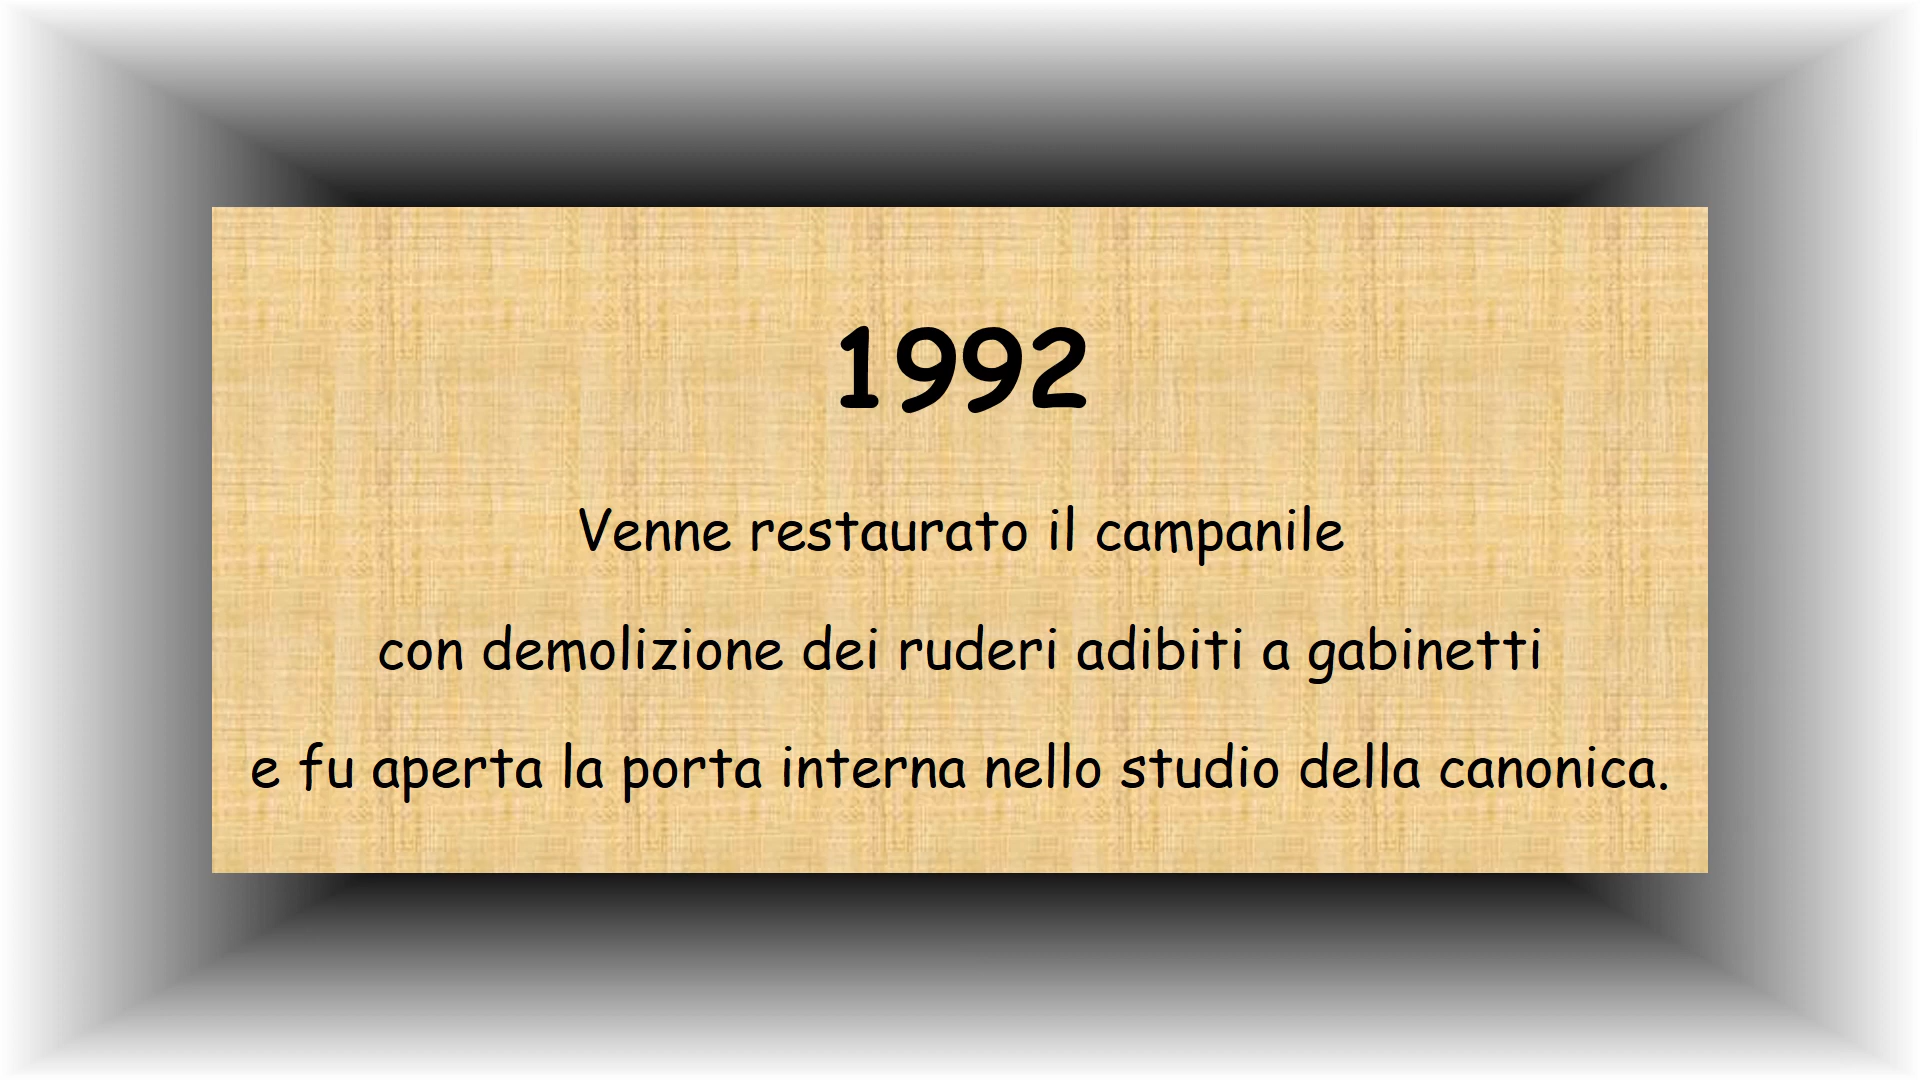 1992
Venne restaurato il campanile
con demolizione dei ruderi adibiti a gabinetti
e fu aperta la porta interna nello studio della canonica.